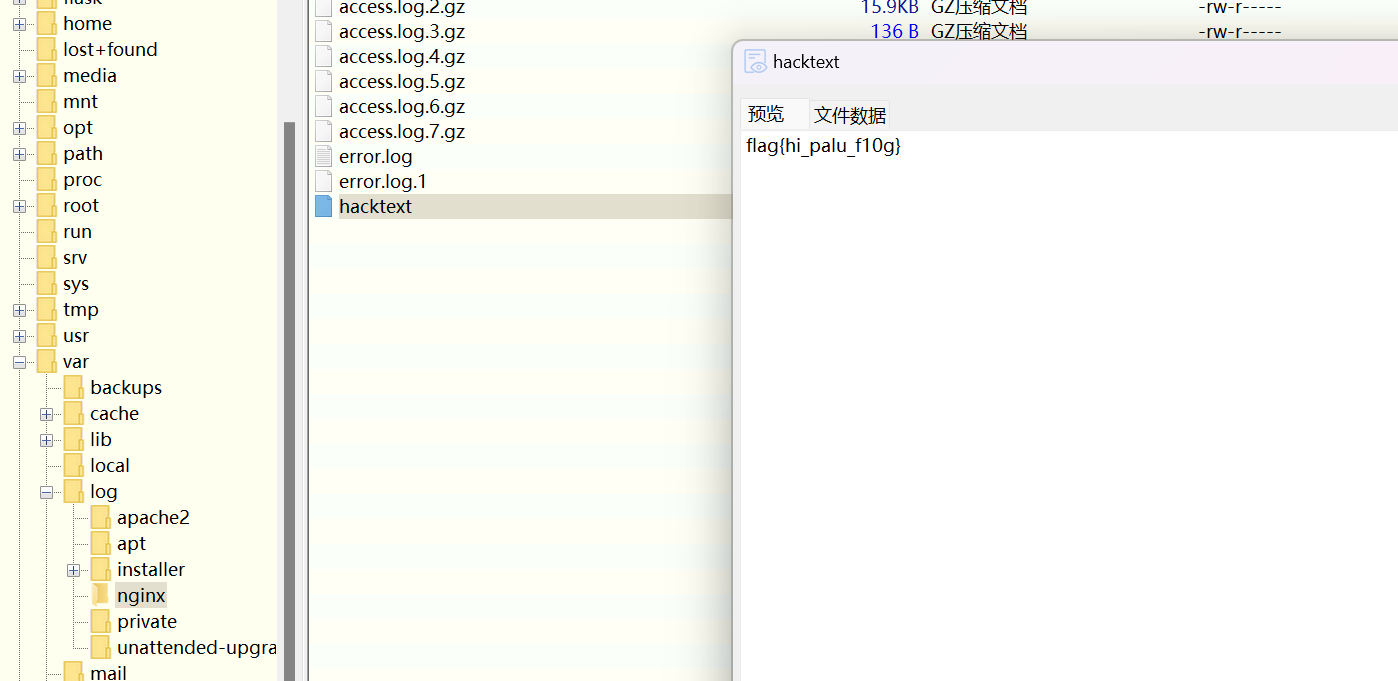 flask
home
lost+found
media
mnt
opt
path
proc
root
run
srv
sys
tmp
usr
var
backups
cache
lib
local
log
apache2
apt
installer
nginx
private
unattended-upgra
mail
access.log.2.gz 15.9KB GZ压缩文档 -rw-r-----
access.log.3.gz 136 B GZ压缩文档 -rw-r-----
access.log.4.gz
access.log.5.gz
access.log.6.gz
access.log.7.gz
error.log
error.log.1
hacktext
hacktext
预览 文件数据
flag{hi_palu_f10g}